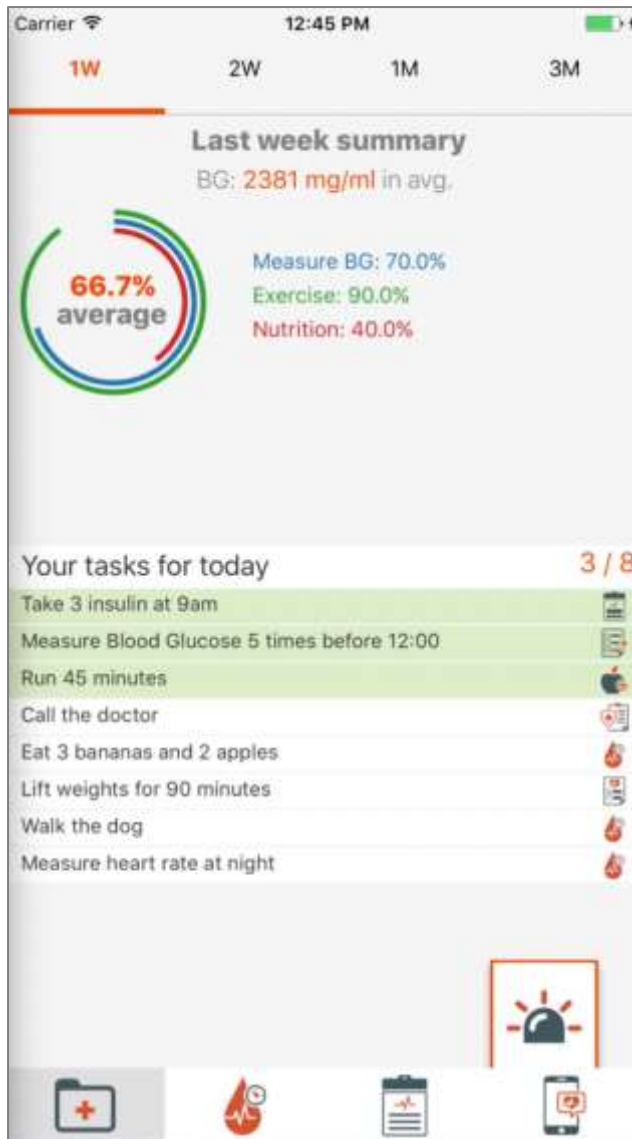 Carrier 12:45 PM
1W 2W 1M 3M
Last week summary
BG: 2381 mg/ml in avg.
66.7%
average
Measure BG: 70.0%
Exercise: 90.0%
Nutrition: 40.0%
Your tasks for today 3 / 8
Take 3 insulin at 9am
Measure Blood Glucose 5 times before 12:00
Run 45 minutes
Call the doctor
Eat 3 bananas and 2 apples
Lift weights for 90 minutes
Walk the dog
Measure heart rate at night